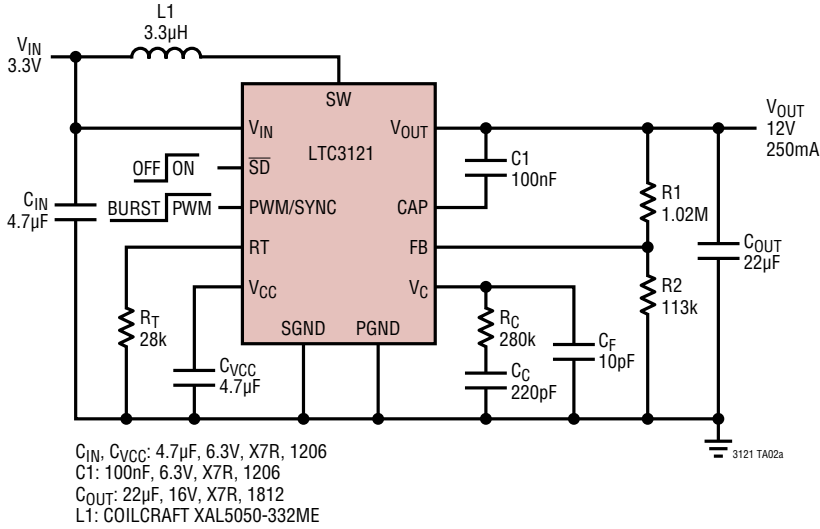 L1
3.3µH
VIN
3.3V
SW
VIN
VOUT
VOUT
12V
250mA
LTC3121
OFF ON
SD
C1
100nF
CIN
4.7µF
BURST PWM
PWM/SYNC
CAP
R1
1.02M
RT
FB
COUT
22µF
VCC
VC
R2
113k
RT
28k
SGND
PGND
RC
280k
CF
10pF
CVCC
4.7µF
CC
220pF
3121 TA02a
CIN, CVCC: 4.7µF, 6.3V, X7R, 1206
C1: 100nF, 6.3V, X7R, 1206
COUT: 22µF, 16V, X7R, 1812
L1: COILCRAFT XAL5050-332ME